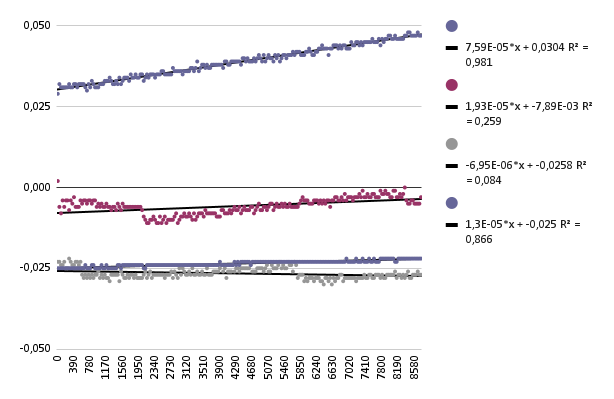 0,050
0,025
0,000
-0,025
-0,050
0 390 780 1170 1560 1950 2340 2730 3120 3510 3900 4290 4680 5070 5460 5850 6240 6630 7020 7410 7800 8190 8580
7,59E-05*x + 0,0304 R² =
0,981
1,93E-05*x + -7,89E-03 R²
= 0,259
-6,95E-06*x + -0,0258 R²
= 0,084
1,3E-05*x + -0,025 R² =
0,866